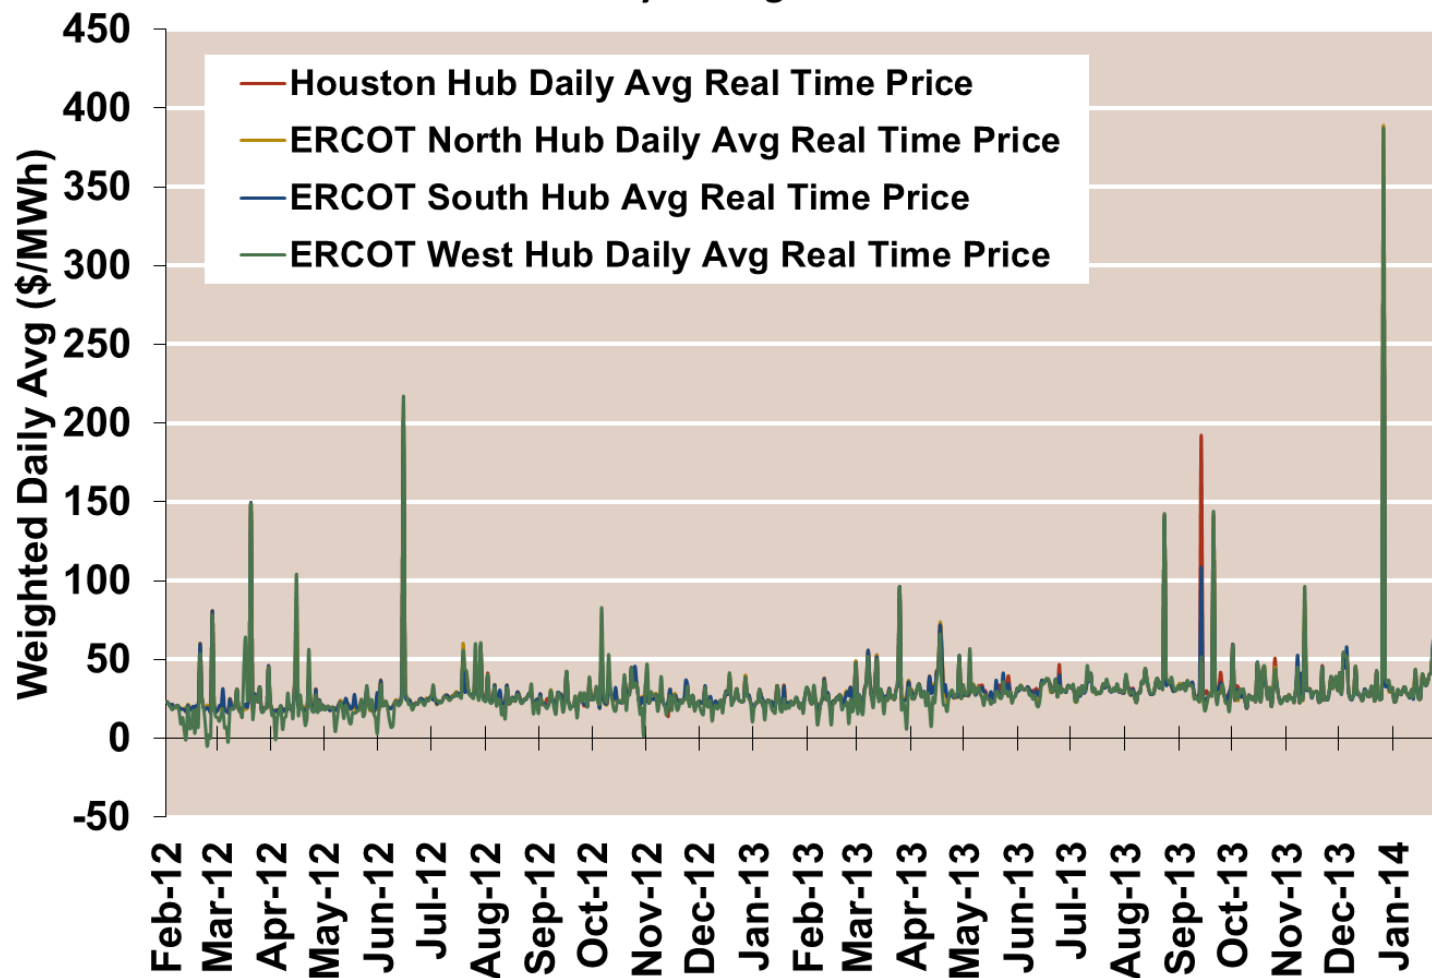 450
400
350
300
250
200
150
100
50
0
-50
Weighted Daily Avg ($/MWh)
Houston Hub Daily Avg Real Time Price
ERCOT North Hub Daily Avg Real Time Price
ERCOT South Hub Avg Real Time Price
ERCOT West Hub Daily Avg Real Time Price
Feb-12
Mar-12
Apr-12
May-12
Jun-12
Jul-12
Aug-12
Sep-12
Oct-12
Nov-12
Dec-12
Jan-13
Feb-13
Mar-13
Apr-13
May-13
Jun-13
Jul-13
Aug-13
Sep-13
Oct-13
Nov-13
Dec-13
Jan-14